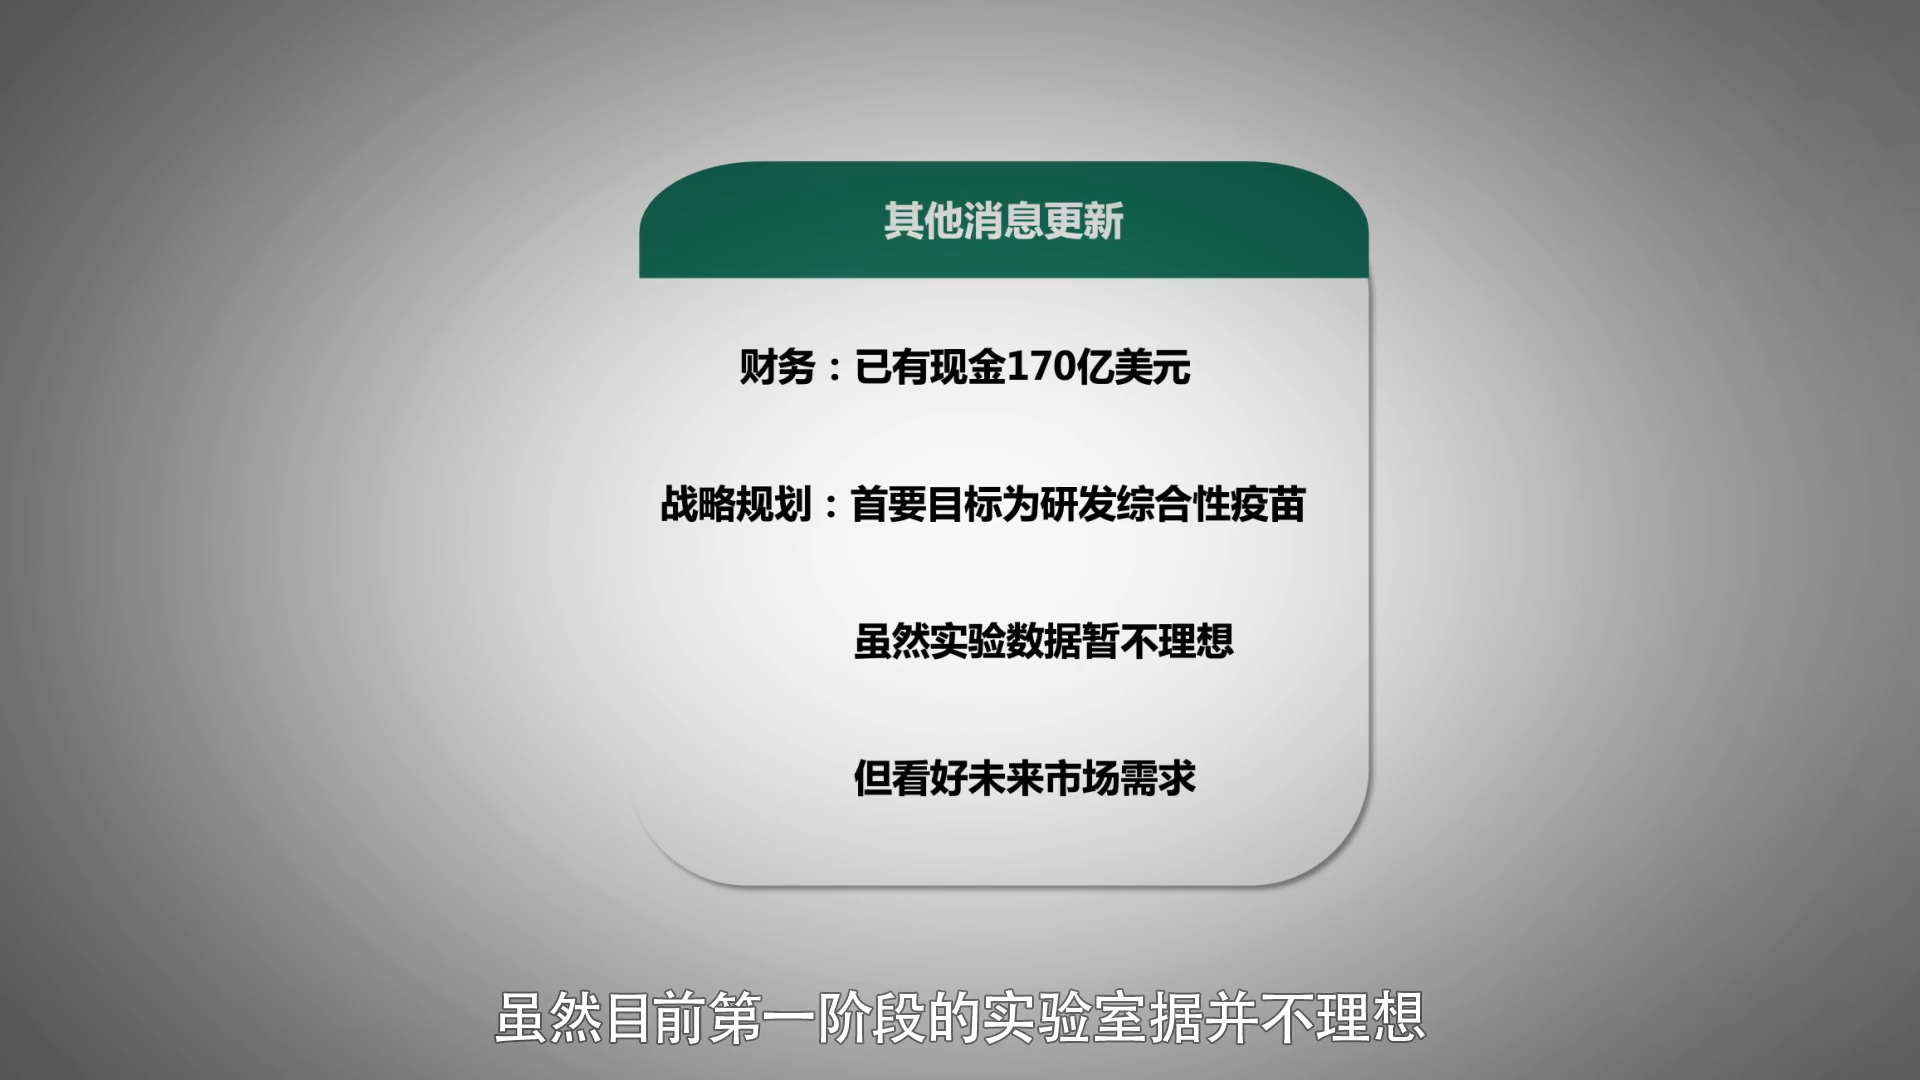 其他消息更新
财务：已有现金170亿美元
战略规划：首要目标为研发综合性疫苗
虽然实验数据暂不理想
但看好未来市场需求
虽然目前第一阶段的实验室据并不理想